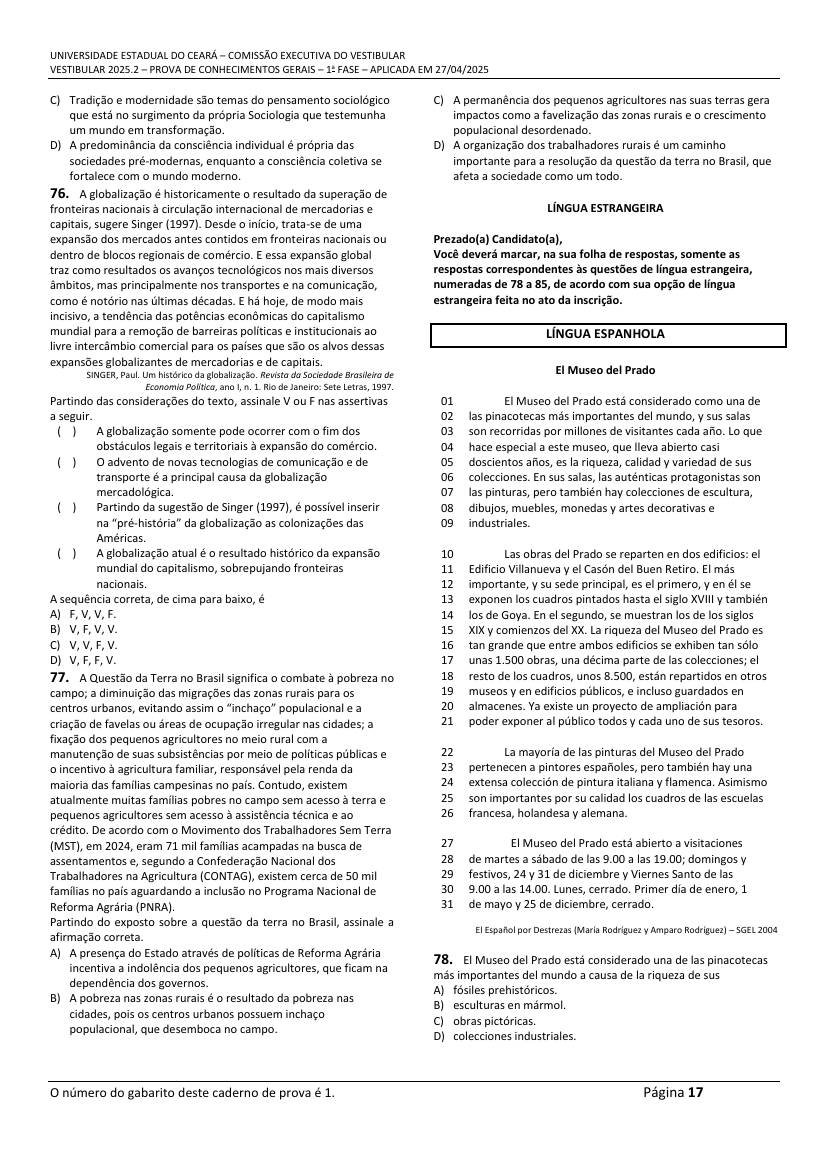 UNIVERSIDADE ESTADUAL DO CEARÁ – COMISSÃO EXECUTIVA DO VESTIBULAR
VESTIBULAR 2025.2 – PROVA DE CONHECIMENTOS GERAIS – 1ª FASE – APLICADA EM 27/04/2025
C) Tradição e modernidade são temas do pensamento sociológico
que está no surgimento da própria Sociologia que testemunha
um mundo em transformação.
D) A predominância da consciência individual é própria das
sociedades pré-modernas, enquanto a consciência coletiva se
fortalece com o mundo moderno.
76. A globalização é historicamente o resultado da superação de
fronteiras nacionais à circulação internacional de mercadorias e
capitais, sugere Singer (1997). Desde o início, trata-se de uma
expansão dos mercados antes contidos em fronteiras nacionais ou
dentro de blocos regionais de comércio. E essa expansão global
traz como resultados os avanços tecnológicos nos mais diversos
âmbitos, mas principalmente nos transportes e na comunicação,
como é notório nas últimas décadas. E há hoje, de modo mais
incisivo, a tendência das potências econômicas do capitalismo
mundial para a remoção de barreiras políticas e institucionais ao
livre intercâmbio comercial para os países que são os alvos dessas
expansões globalizantes de mercadorias e de capitais.
SINGER, Paul. Um histórico da globalização. Revista da Sociedade Brasileira de
Economia Política, ano I, n. 1. Rio de Janeiro: Sete Letras, 1997.
Partindo das considerações do texto, assinale V ou F nas assertivas
a seguir.
( ) A globalização somente pode ocorrer com o fim dos
obstáculos legais e territoriais à expansão do comércio.
( ) O advento de novas tecnologias de comunicação e de
transporte é a principal causa da globalização
mercadológica.
( ) Partindo da sugestão de Singer (1997), é possível inserir
na “pré-história” da globalização as colonizações das
Américas.
( ) A globalização atual é o resultado histórico da expansão
mundial do capitalismo, sobrepujando fronteiras
nacionais.
A sequência correta, de cima para baixo, é
A) F, V, V, F.
B) V, F, V, V.
C) V, V, F, V.
D) V, F, F, V.
77. A Questão da Terra no Brasil significa o combate à pobreza no
campo; a diminuição das migrações das zonas rurais para os
centros urbanos, evitando assim o “inchaço” populacional e a
criação de favelas ou áreas de ocupação irregular nas cidades; a
fixação dos pequenos agricultores no meio rural com a
manutenção de suas subsistências por meio de políticas públicas e
o incentivo à agricultura familiar, responsável pela renda da
maioria das famílias campesinas no país. Contudo, existem
atualmente muitas famílias pobres no campo sem acesso à terra e
pequenos agricultores sem acesso à assistência técnica e ao
crédito. De acordo com o Movimento dos Trabalhadores Sem Terra
(MST), em 2024, eram 71 mil famílias acampadas na busca de
assentamentos e, segundo a Confederação Nacional dos
Trabalhadores na Agricultura (CONTAG), existem cerca de 50 mil
famílias no país aguardando a inclusão no Programa Nacional de
Reforma Agrária (PNRA).
Partindo do exposto sobre a questão da terra no Brasil, assinale a
afirmação correta.
A) A presença do Estado através de políticas de Reforma Agrária
incentiva a indolência dos pequenos agricultores, que ficam na
dependência dos governos.
B) A pobreza nas zonas rurais é o resultado da pobreza nas
cidades, pois os centros urbanos possuem inchaço
populacional, que desemboca no campo.
C) A permanência dos pequenos agricultores nas suas terras gera
impactos como a favelização das zonas rurais e o crescimento
populacional desordenado.
D) A organização dos trabalhadores rurais é um caminho
importante para a resolução da questão da terra no Brasil, que
afeta a sociedade como um todo.
LÍNGUA ESTRANGEIRA
Prezado(a) Candidato(a),
Você deverá marcar, na sua folha de respostas, somente as
respostas correspondentes às questões de língua estrangeira,
numeradas de 78 a 85, de acordo com sua opção de língua
estrangeira feita no ato da inscrição.
LÍNGUA ESPANHOLA
El Museo del Prado
01 El Museo del Prado está considerado como una de
02 las pinacotecas más importantes del mundo, y sus salas
03 son recorridas por millones de visitantes cada año. Lo que
04 hace especial a este museo, que lleva abierto casi
05 doscientos años, es la riqueza, calidad y variedad de sus
06 colecciones. En sus salas, las auténticas protagonistas son
07 las pinturas, pero también hay colecciones de escultura,
08 dibujos, muebles, monedas y artes decorativas e
09 industriales.
10 Las obras del Prado se reparten en dos edificios: el
11 Edificio Villanueva y el Casón del Buen Retiro. El más
12 importante, y su sede principal, es el primero, y en él se
13 exponen los cuadros pintados hasta el siglo XVIII y también
14 los de Goya. En el segundo, se muestran los de los siglos
15 XIX y comienzos del XX. La riqueza del Museo del Prado es
16 tan grande que entre ambos edificios se exhiben tan sólo
17 unas 1.500 obras, una décima parte de las colecciones; el
18 resto de los cuadros, unos 8.500, están repartidos en otros
19 museos y en edificios públicos, e incluso guardados en
20 almacenes. Ya existe un proyecto de ampliación para
21 poder exponer al público todos y cada uno de sus tesoros.
22 La mayoría de las pinturas del Museo del Prado
23 pertenecen a pintores españoles, pero también hay una
24 extensa colección de pintura italiana y flamenca. Asimismo
25 son importantes por su calidad los cuadros de las escuelas
26 francesa, holandesa y alemana.
27 El Museo del Prado está abierto a visitaciones
28 de martes a sábado de las 9.00 a las 19.00; domingos y
29 festivos, 24 y 31 de diciembre y Viernes Santo de las
30 9.00 a las 14.00. Lunes, cerrado. Primer día de enero, 1
31 de mayo y 25 de diciembre, cerrado.
El Español por Destrezas (María Rodríguez y Amparo Rodríguez) – SGEL 2004
78. El Museo del Prado está considerado una de las pinacotecas
más importantes del mundo a causa de la riqueza de sus
A) fósiles prehistóricos.
B) esculturas en mármol.
C) obras pictóricas.
D) colecciones industriales.
O número do gabarito deste caderno de prova é 1.
Página 17